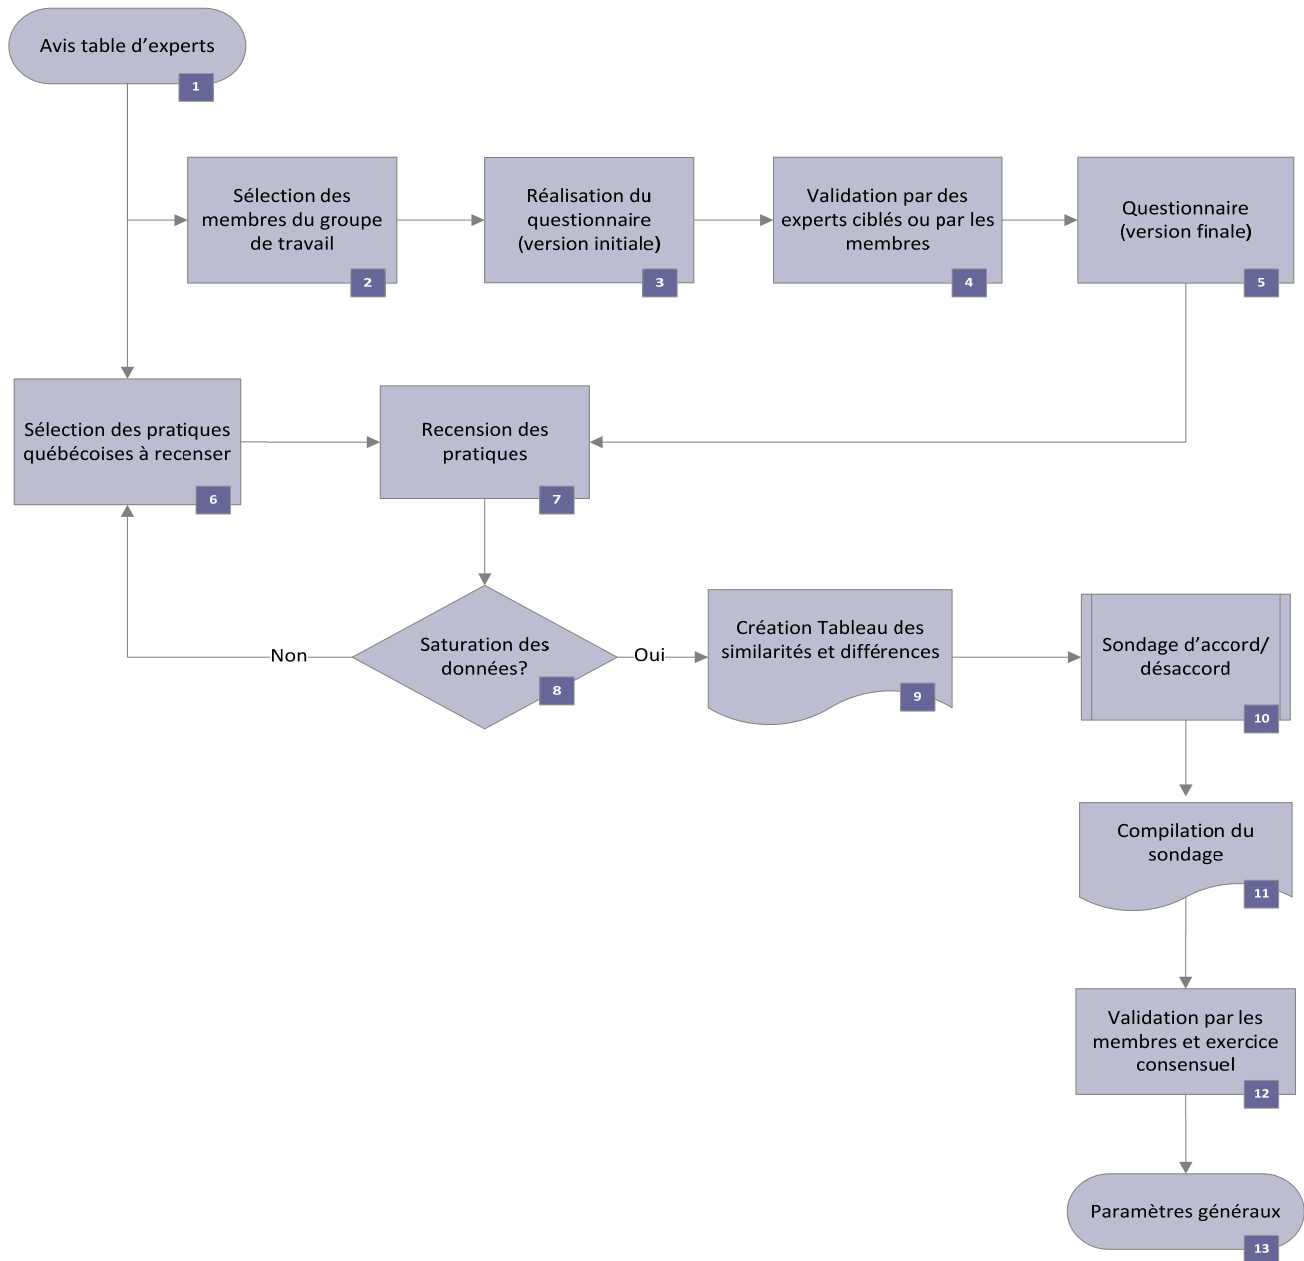 Avis table d’experts
1
Sélection des
membres du groupe
de travail
2
Réalisation du
questionnaire
(version initiale)
3
Validation par des
experts ciblés ou par les
membres
4
Questionnaire
(version finale)
5
Sélection des pratiques
québécoises à recenser
6
Recension des
pratiques
7
Saturation des
données?
8
Non
Oui
Création Tableau des
similarités et différences
9
Sondage d’accord/
désaccord
10
Compilation du
sondage
11
Validation par les
membres et exercice
consensuel
12
Paramètres généraux
13